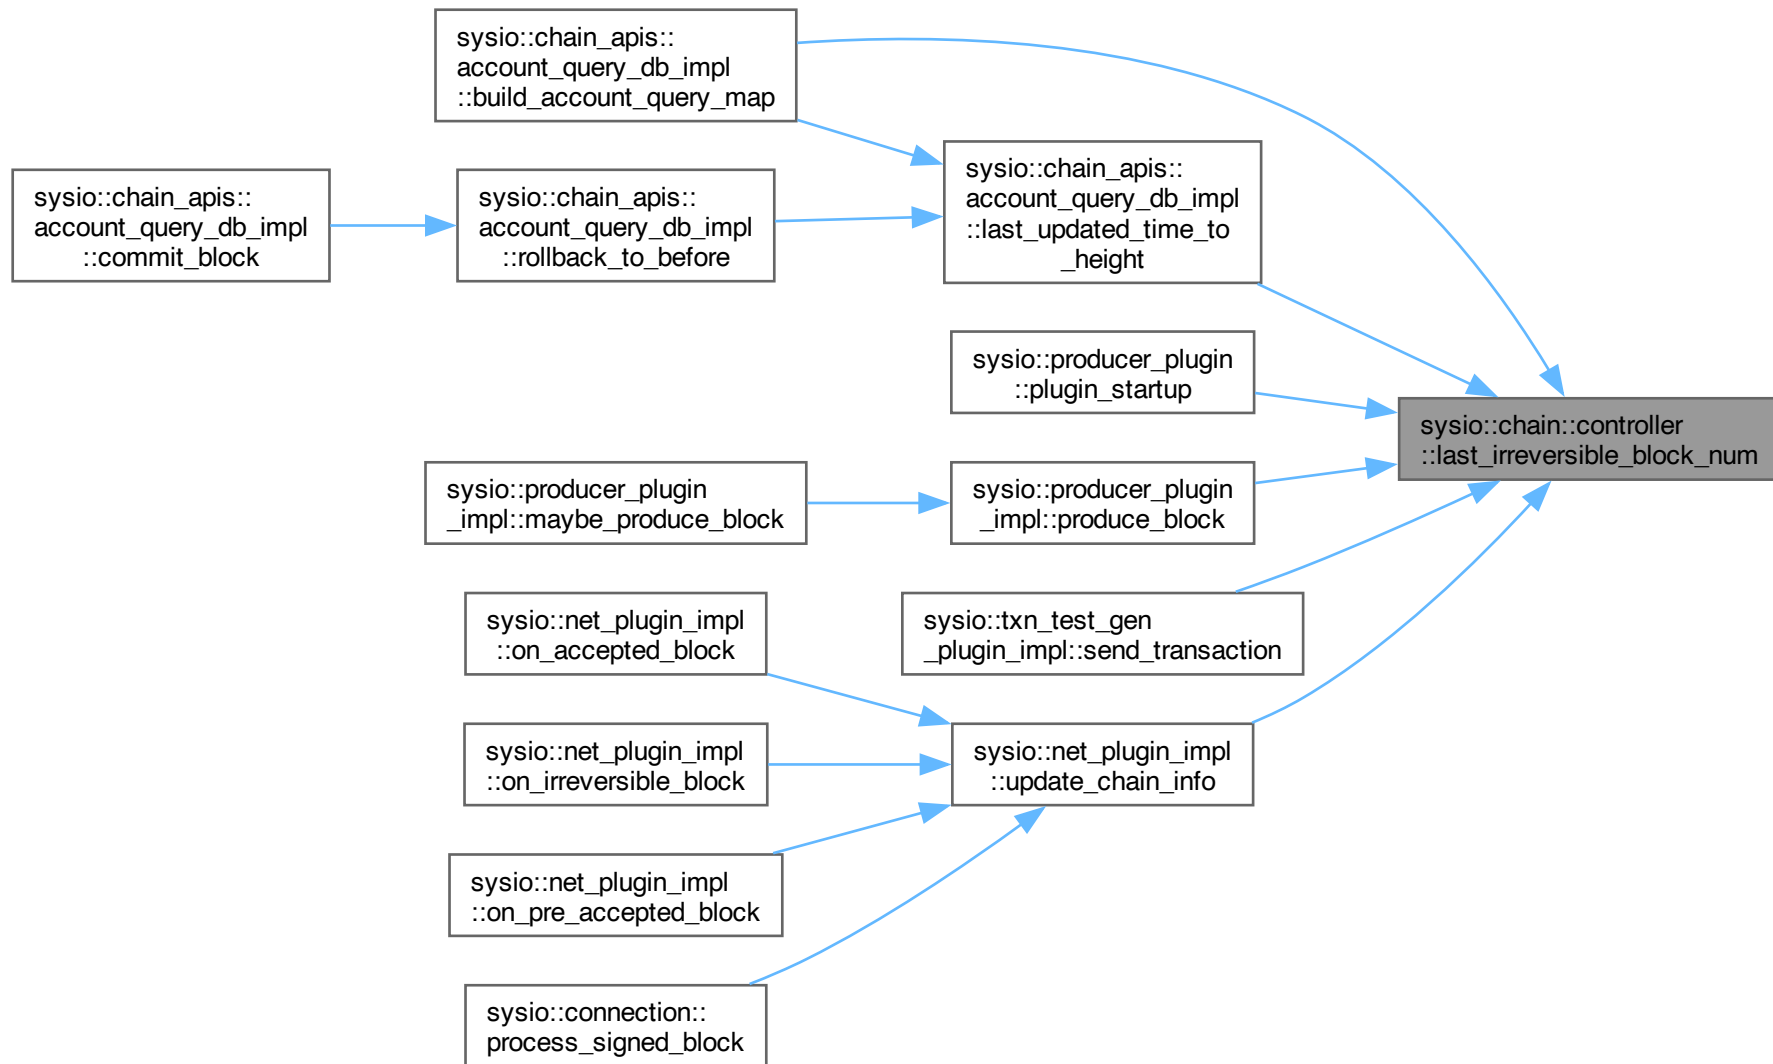 sysio::chain_apis::
account_query_db_impl
::build_account_query_map
sysio::chain_apis::
account_query_db_impl
::last_updated_time_to
_height
sysio::chain_apis::
account_query_db_impl
::commit_block
sysio::chain_apis::
account_query_db_impl
::rollback_to_before
sysio::producer_plugin
::plugin_startup
sysio::chain::controller
::last_irreversible_block_num
sysio::producer_plugin
_impl::maybe_produce_block
sysio::producer_plugin
_impl::produce_block
sysio::net_plugin_impl
::on_accepted_block
sysio::txn_test_gen
_plugin_impl::send_transaction
sysio::net_plugin_impl
::on_irreversible_block
sysio::net_plugin_impl
::update_chain_info
sysio::net_plugin_impl
::on_pre_accepted_block
sysio::connection::
process_signed_block